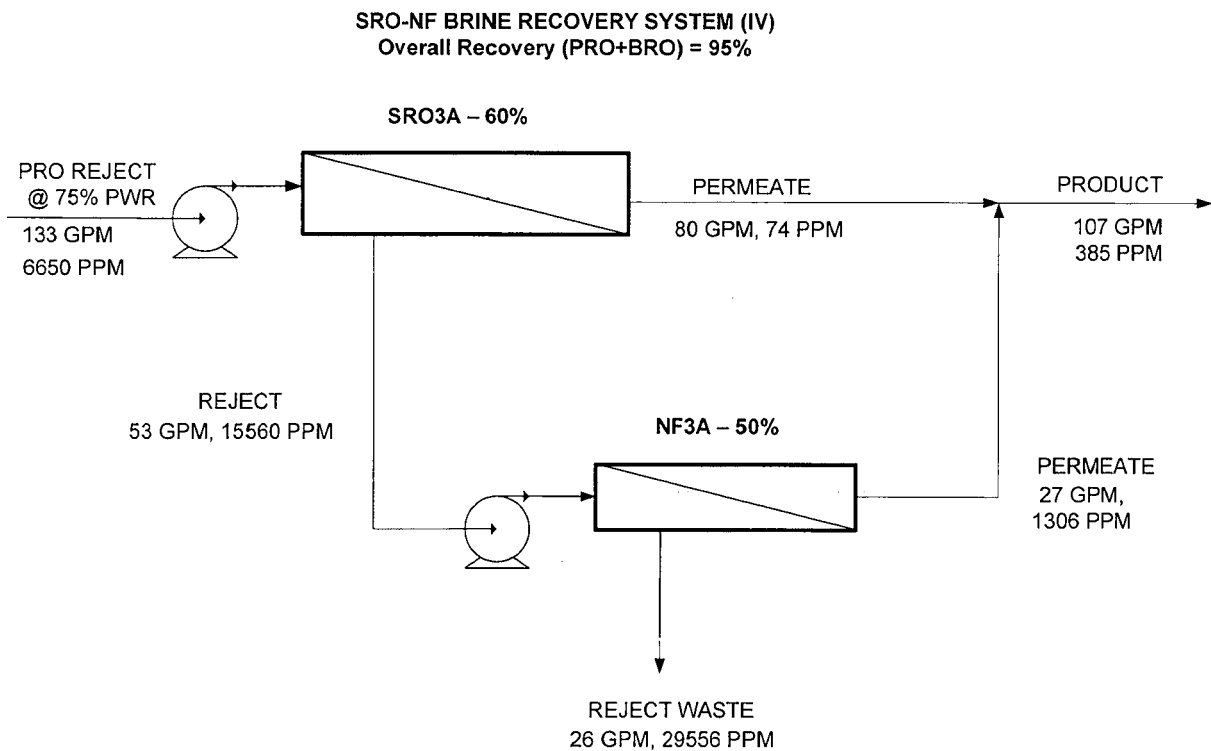 SRO-NF BRINE RECOVERY SYSTEM (IV)
Overall Recovery (PRO+BRO) = 95%
SRO3A – 60%
PRO REJECT
@ 75% PWR
133 GPM
6650 PPM
PERMEATE
80 GPM, 74 PPM
PRODUCT
107 GPM
385 PPM
REJECT
53 GPM, 15560 PPM
NF3A – 50%
PERMEATE
27 GPM,
1306 PPM
REJECT WASTE
26 GPM, 29556 PPM